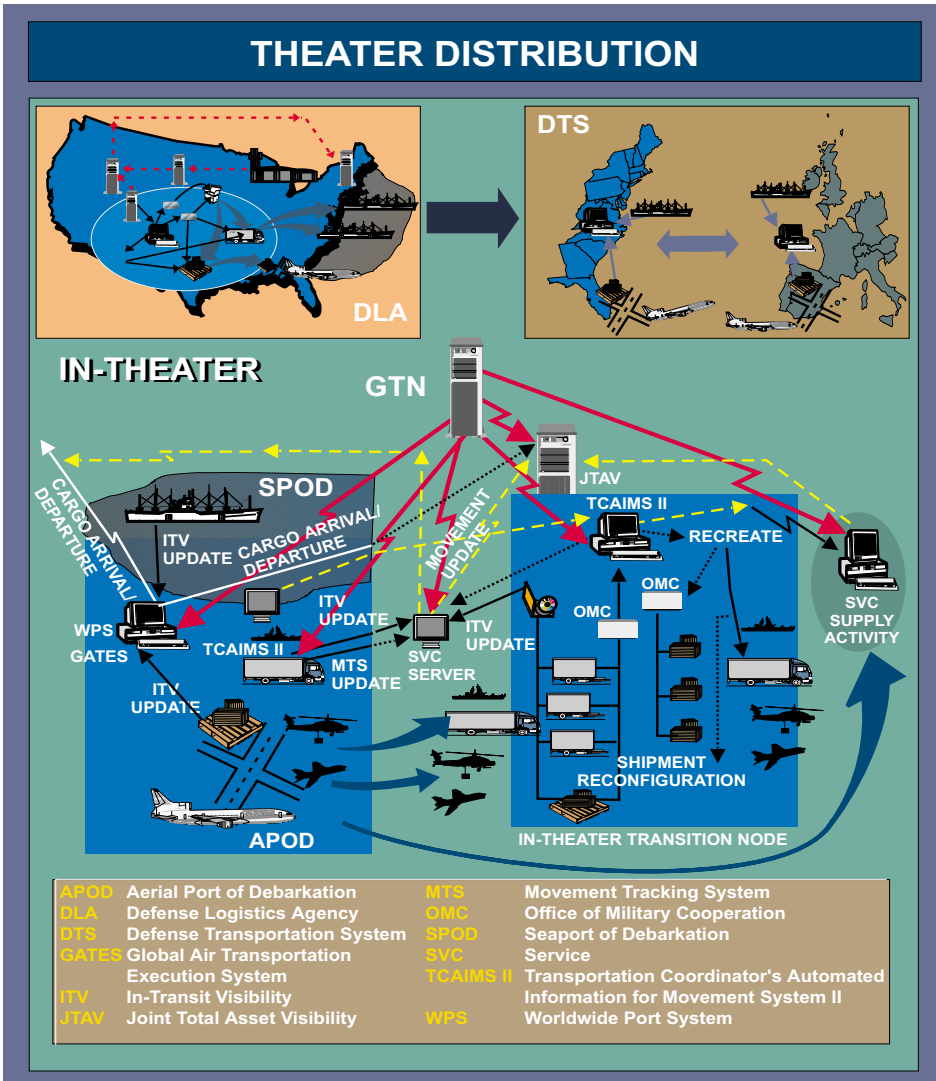 THEATER DISTRIBUTION
DLA
DTS
IN-THEATER
GTN
JTAV
SPOD
CARGO ARRIVAL/
DEPARTURE
ITV
UPDATE
CARGO ARRIVAL/
DEPARTURE
MOVEMENT
UPDATE
TCAIMS II
RECREATE
OMC
OMC
SVC
SUPPLY
ACTIVITY
WPS
GATES
ITV
UPDATE
TCAIMS II
MTS
UPDATE
SVC
SERVER
ITV
UPDATE
ITV
UPDATE
SHIPMENT
RECONFIGURATION
APOD
IN-THEATER TRANSITION NODE
APOD Aerial Port of Debarkation
DLA Defense Logistics Agency
DTS Defense Transportation System
GATES Global Air Transportation
Execution System
ITV In-Transit Visibility
JTAV Joint Total Asset Visibility
MTS Movement Tracking System
OMC Office of Military Cooperation
SPOD Seaport of Debarkation
SVC Service
TCAIMS II Transportation Coordinator's Automated
Information for Movement System II
WPS Worldwide Port System